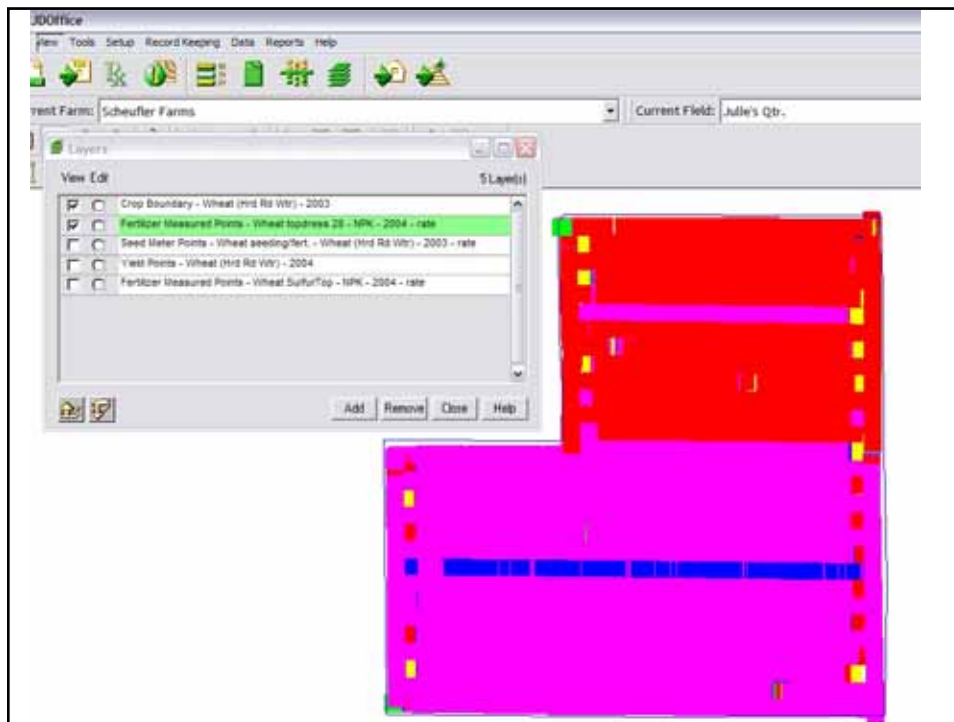 JDOffice
View Tools Setup Record Keeping Data Reports Help
rent Farm: Scheufler Farms Current Field: Julie's Qtr.
Layers
View Edit 5 Layer(s)
Crop Boundary - Wheat (Hrd Rd Wtr) - 2003
Fertilizer Measured Points - Wheat topdress 28 - NPK - 2004 - rate
Seed Meter Points - Wheat seeding/fert. - Wheat (Hrd Rd Wtr) - 2003 - rate
Yield Points - Wheat (Hrd Rd Wtr) - 2004
Fertilizer Measured Points - Wheat SulfurTop - NPK - 2004 - rate
Add Remove Close Help